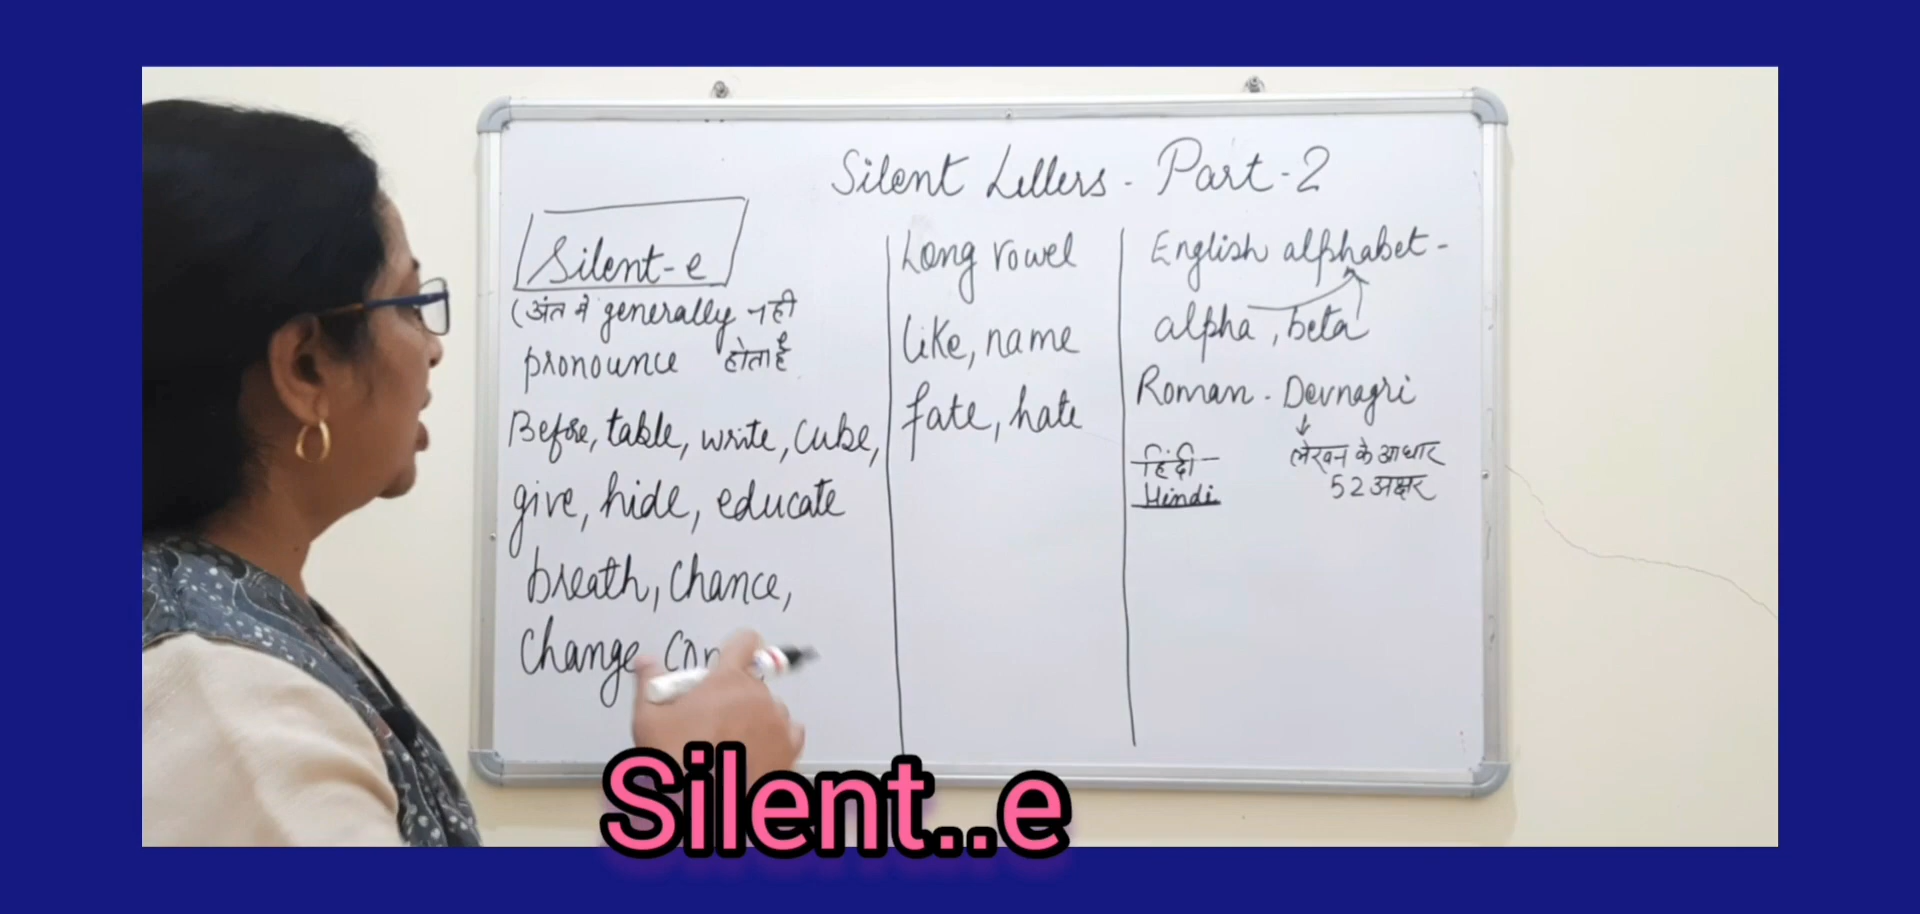 Silent Letters - Part-2
Silent-e
(अंत में generally नही
pronounce होता है
Before, table, write, cube,
give, hide, educate
breath, chance,
Change
Long vowel
like, name
fate, hate
English alphabet -
alpha, beta
Roman - Devnagri
हिंदी
Hindi
लेखन के आधार
52 अक्षर
Silent..e